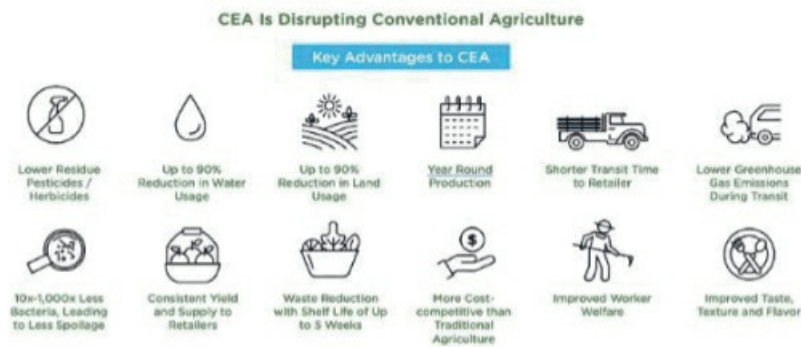 CEA Is Disrupting Conventional Agriculture
Key Advantages to CEA
Lower Residue
Pesticides /
Herbicides
Up to 90%
Reduction in Water
Usage
Up to 90%
Reduction in Land
Usage
Year Round
Production
Shorter Transit Time
to Retailer
Lower Greenhouse
Gas Emissions
During Transit
10x-1,000x Less
Bacteria, Leading
to Less Spoilage
Consistent Yield
and Supply to
Retailers
Waste Reduction
with Shelf Life of Up
to 5 Weeks
More Cost-
competitive than
Traditional
Agriculture
Improved Worker
Welfare
Improved Taste,
Texture and Flavor